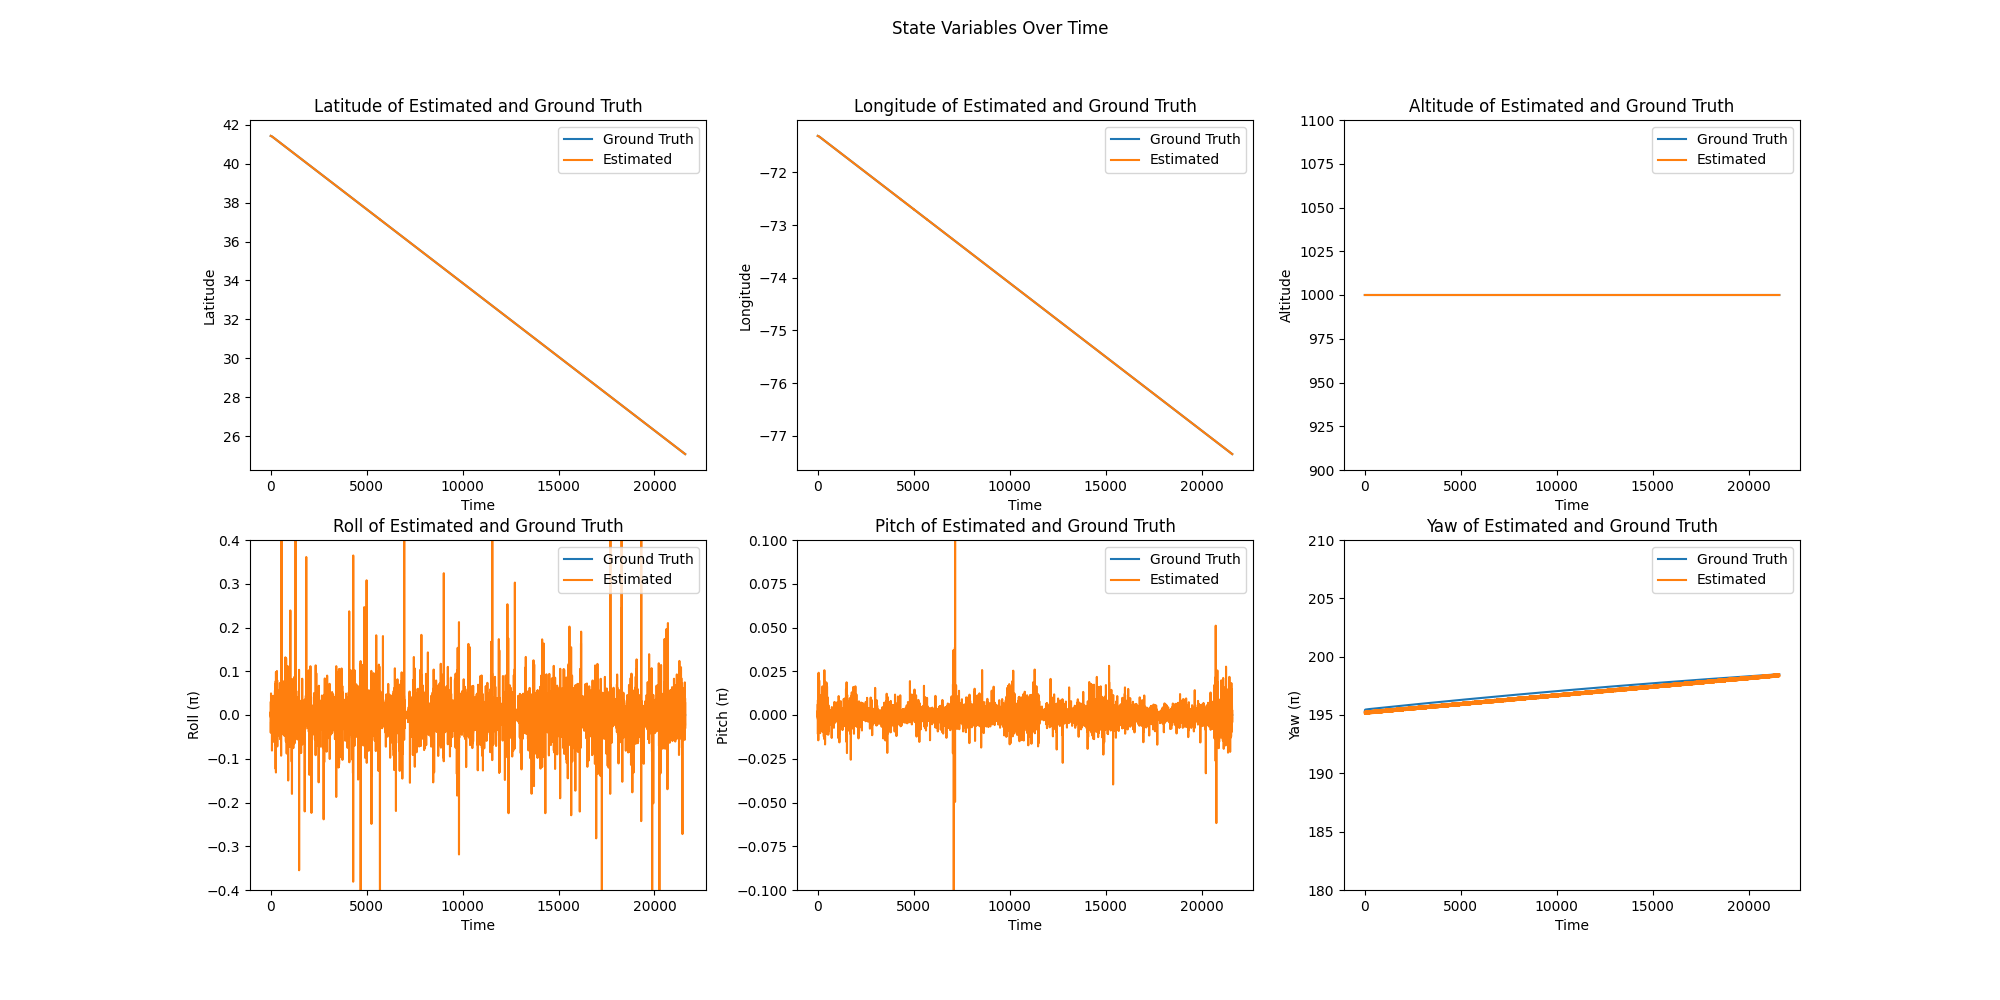 State Variables Over Time
Latitude of Estimated and Ground Truth
42
40
38
36
34
32
30
28
26
Latitude
0 5000 10000 15000 20000
Time
Ground Truth
Estimated
Longitude of Estimated and Ground Truth
−72
−73
−74
−75
−76
−77
Longitude
0 5000 10000 15000 20000
Time
Ground Truth
Estimated
Altitude of Estimated and Ground Truth
1100
1075
1050
1025
1000
975
950
925
900
Altitude
0 5000 10000 15000 20000
Time
Ground Truth
Estimated
Roll of Estimated and Ground Truth
0.4
0.3
0.2
0.1
0.0
−0.1
−0.2
−0.3
−0.4
Roll (π)
0 5000 10000 15000 20000
Time
Ground Truth
Estimated
Pitch of Estimated and Ground Truth
0.100
0.075
0.050
0.025
0.000
−0.025
−0.050
−0.075
−0.100
Pitch (π)
0 5000 10000 15000 20000
Time
Ground Truth
Estimated
Yaw of Estimated and Ground Truth
210
205
200
195
190
185
180
Yaw (π)
0 5000 10000 15000 20000
Time
Ground Truth
Estimated